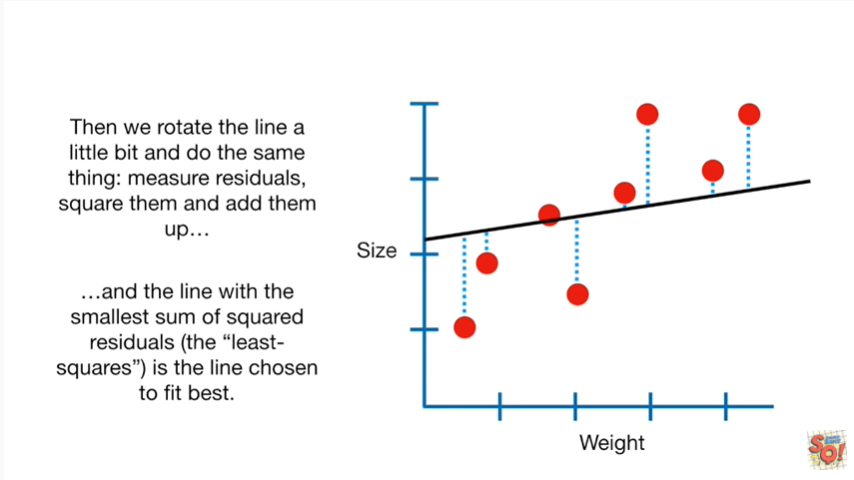 Then we rotate the line a
little bit and do the same
thing: measure residuals,
square them and add them
up…
…and the line with the
smallest sum of squared
residuals (the “least-
squares”) is the line chosen
to fit best.
Size
Weight
SQ!